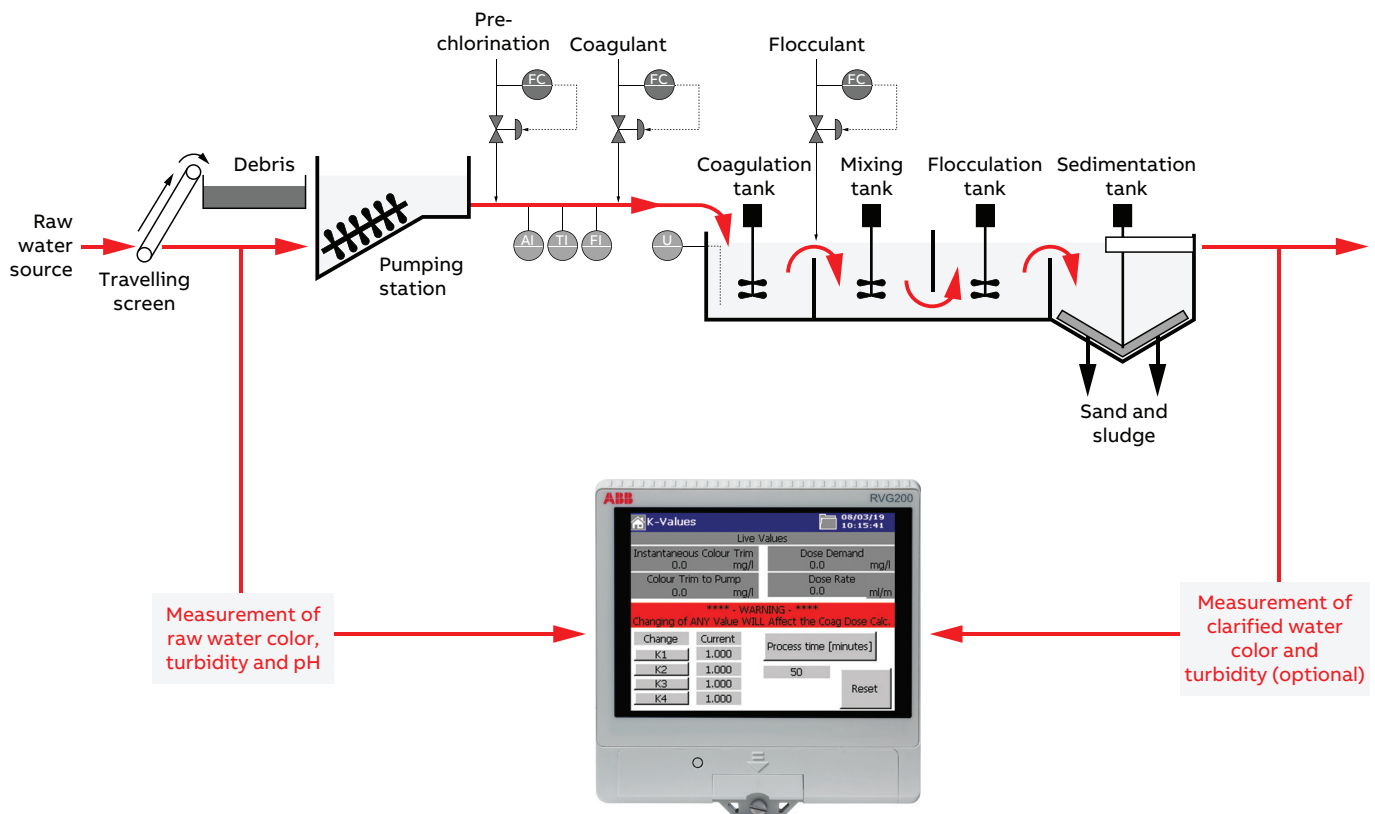 Pre-
chlorination
Coagulant
Flocculant
FC
FC
FC
Debris
Coagulation
tank
Mixing
tank
Flocculation
tank
Sedimentation
tank
Raw
water
source
Travelling
screen
Pumping
station
AI
TI
FI
U
Sand and
sludge
Measurement of
raw water color,
turbidity and pH
Measurement of
clarified water
color and
turbidity (optional)
ABB
RVG200
K-Values
08/03/19
10:15:41
Live Values
Instantaneous Colour Trim
0.0 mg/l
Dose Demand
0.0 mg/l
Colour Trim to Pump
0.0 mg/l
Dose Rate
0.0 ml/m
**** - WARNING - ****
Changing of ANY Value WILL Affect the Coag Dose Calc.
Change Current
K1 1.000
K2 1.000
K3 1.000
K4 1.000
Process time [minutes]
50
Reset